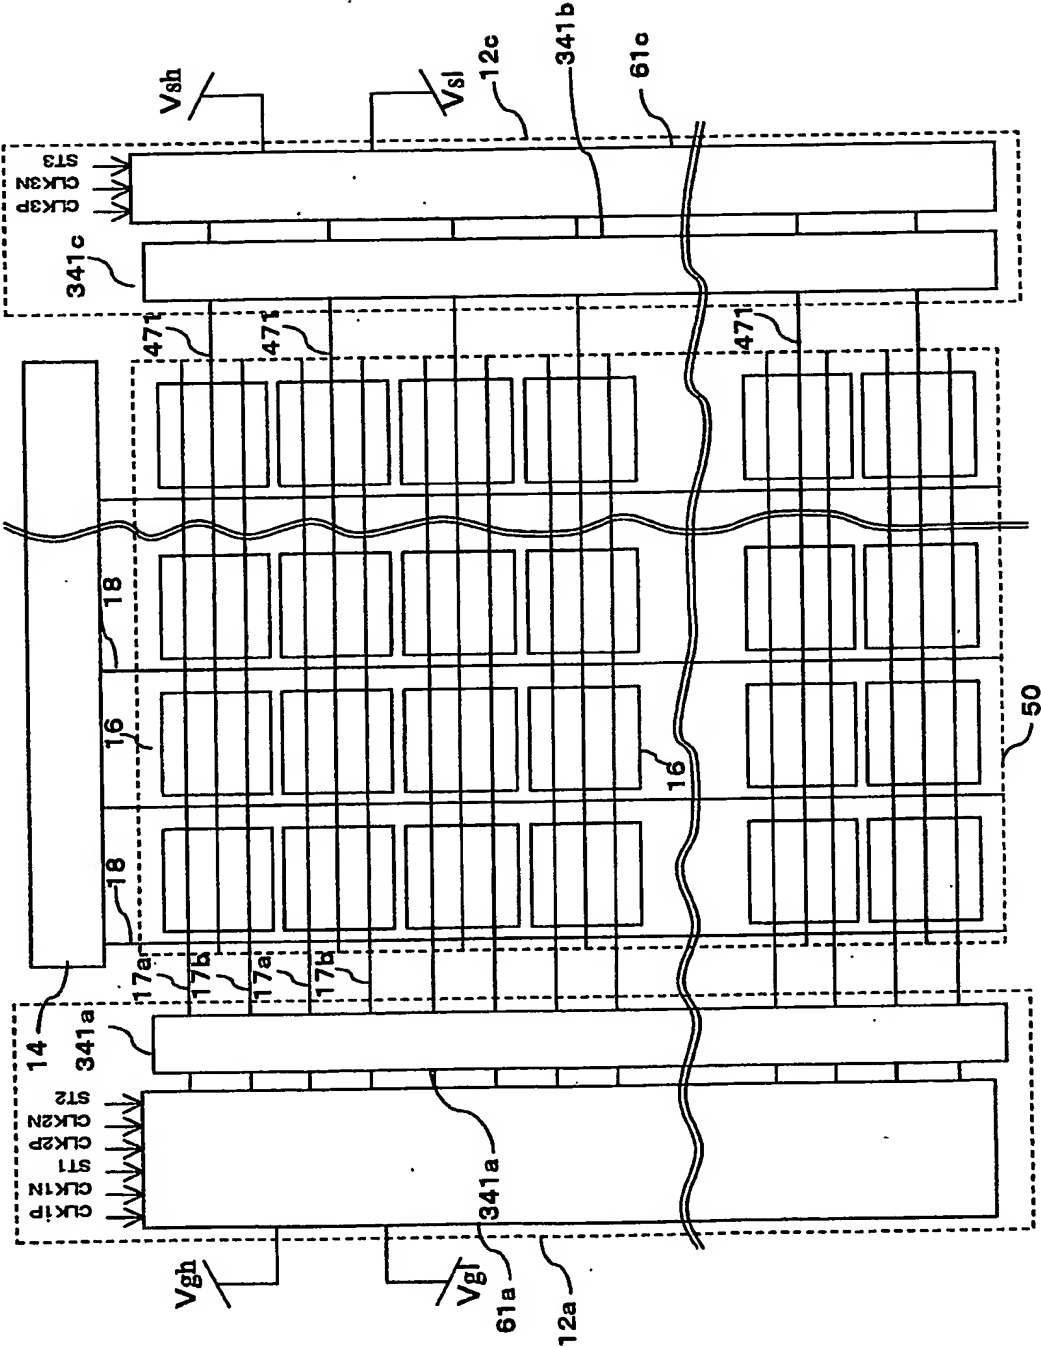 Vsh
Vsl
12c
341b
61c
ST3
CLK3N
CLK3P
341c
471
471
471
18
16
16
18
50
17a
17b
17a
17b
14
341a
ST2
CLK2N
CLK2P
ST1
CLK1N
CLK1P
341a
Vgh
Vgl
61a
12a